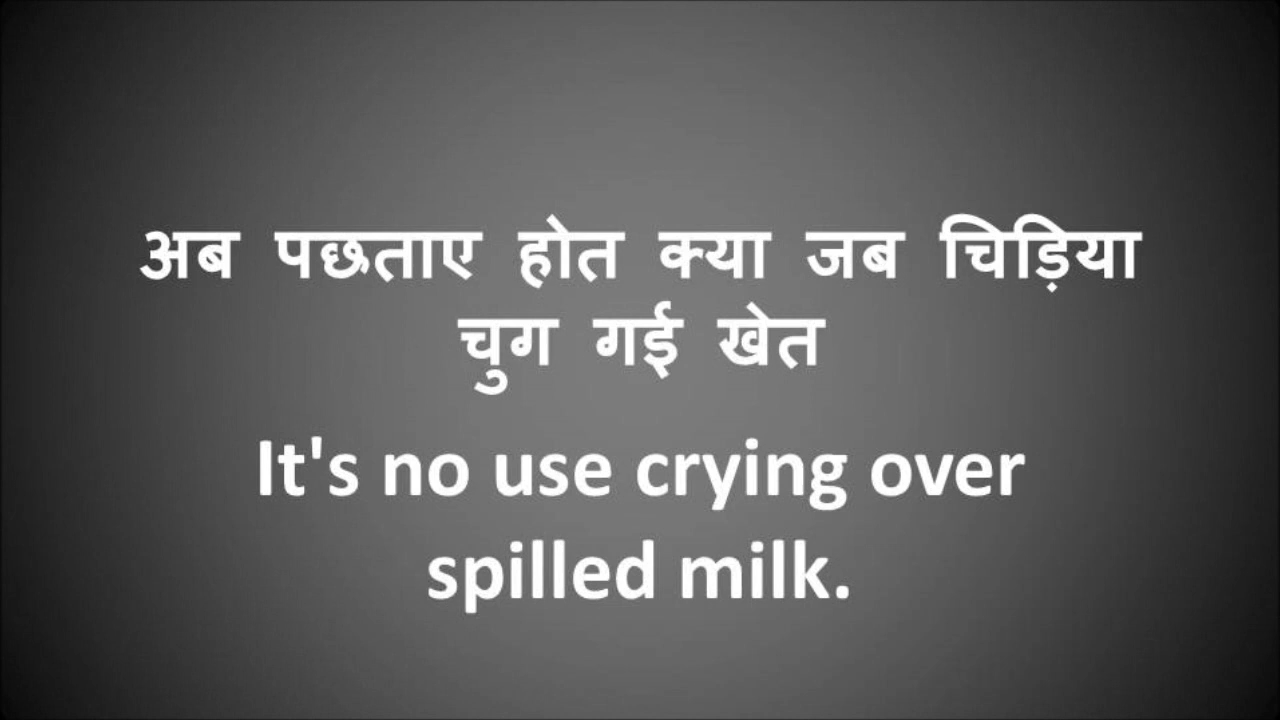 अब पछताए होत क्या जब चिड़िया
चुग गई खेत
It's no use crying over
spilled milk.